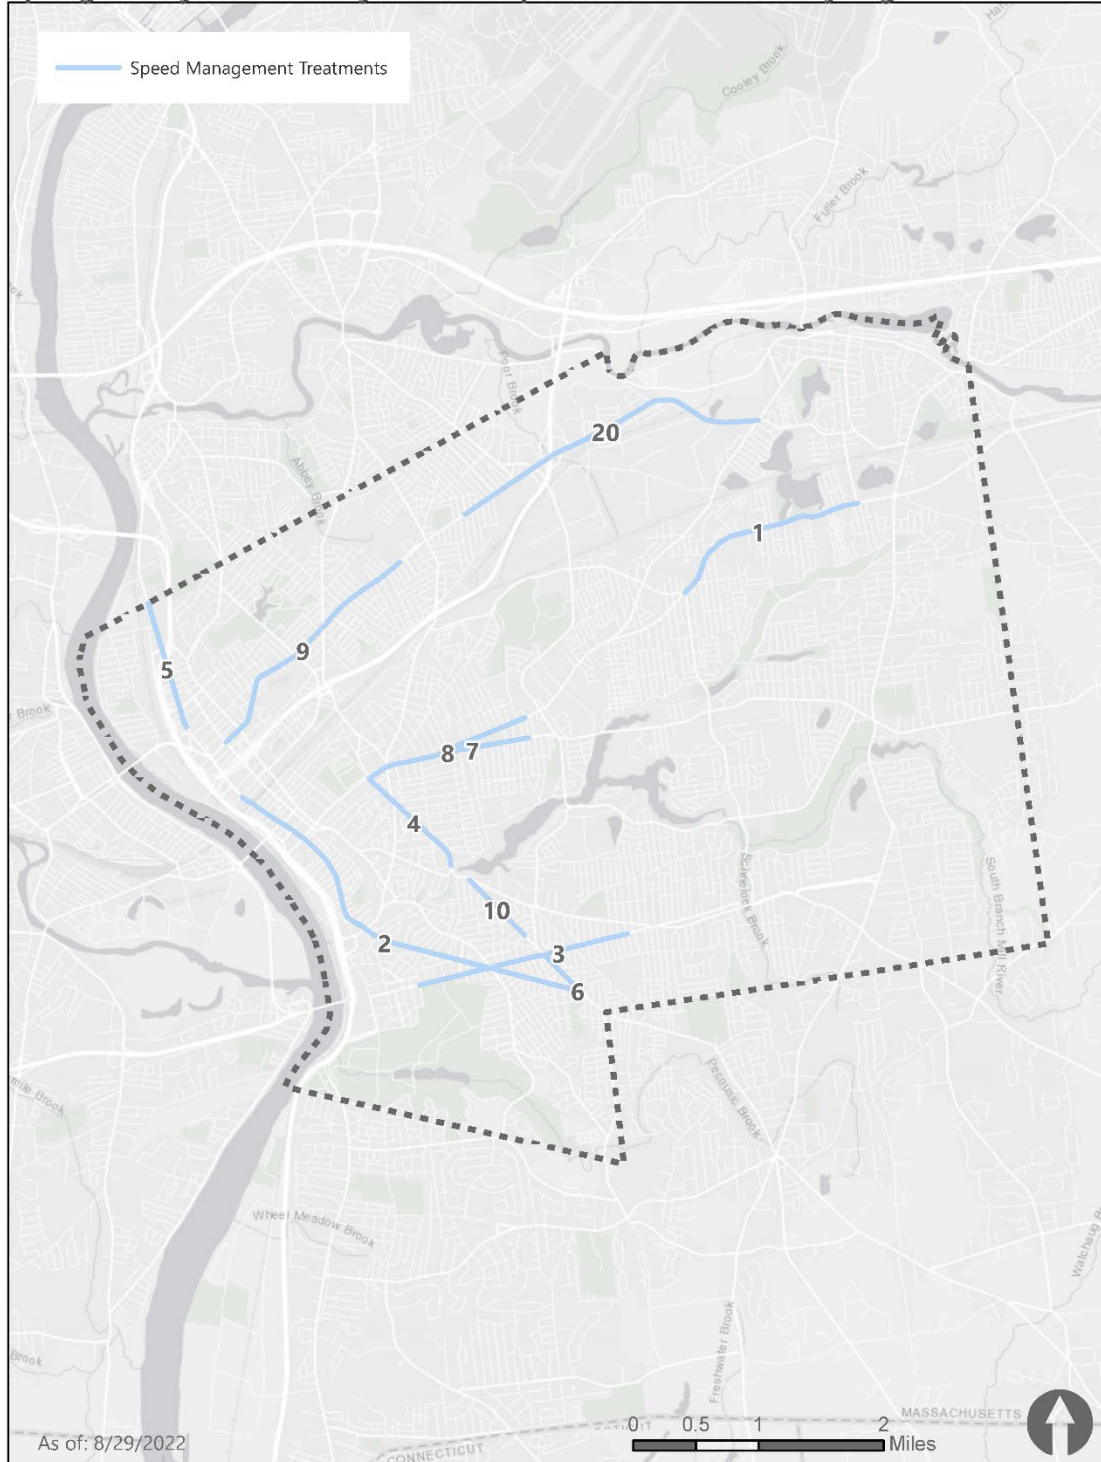 Speed Management Treatments
Cooley Brook
Fuller Brook
Poor Brook
Abbey Brook
20
1
9
5
Brook
8
7
4
Schneelock Brook
South Branch Mill River
10
2
3
6
Pecousic Brook
mile Brook
Wheel Meadow Brook
Watchaug B
Freshwater Brook
Brook
MASSACHUSETTS
CONNECTICUT
0 0.5 1 2
Miles
As of: 8/29/2022